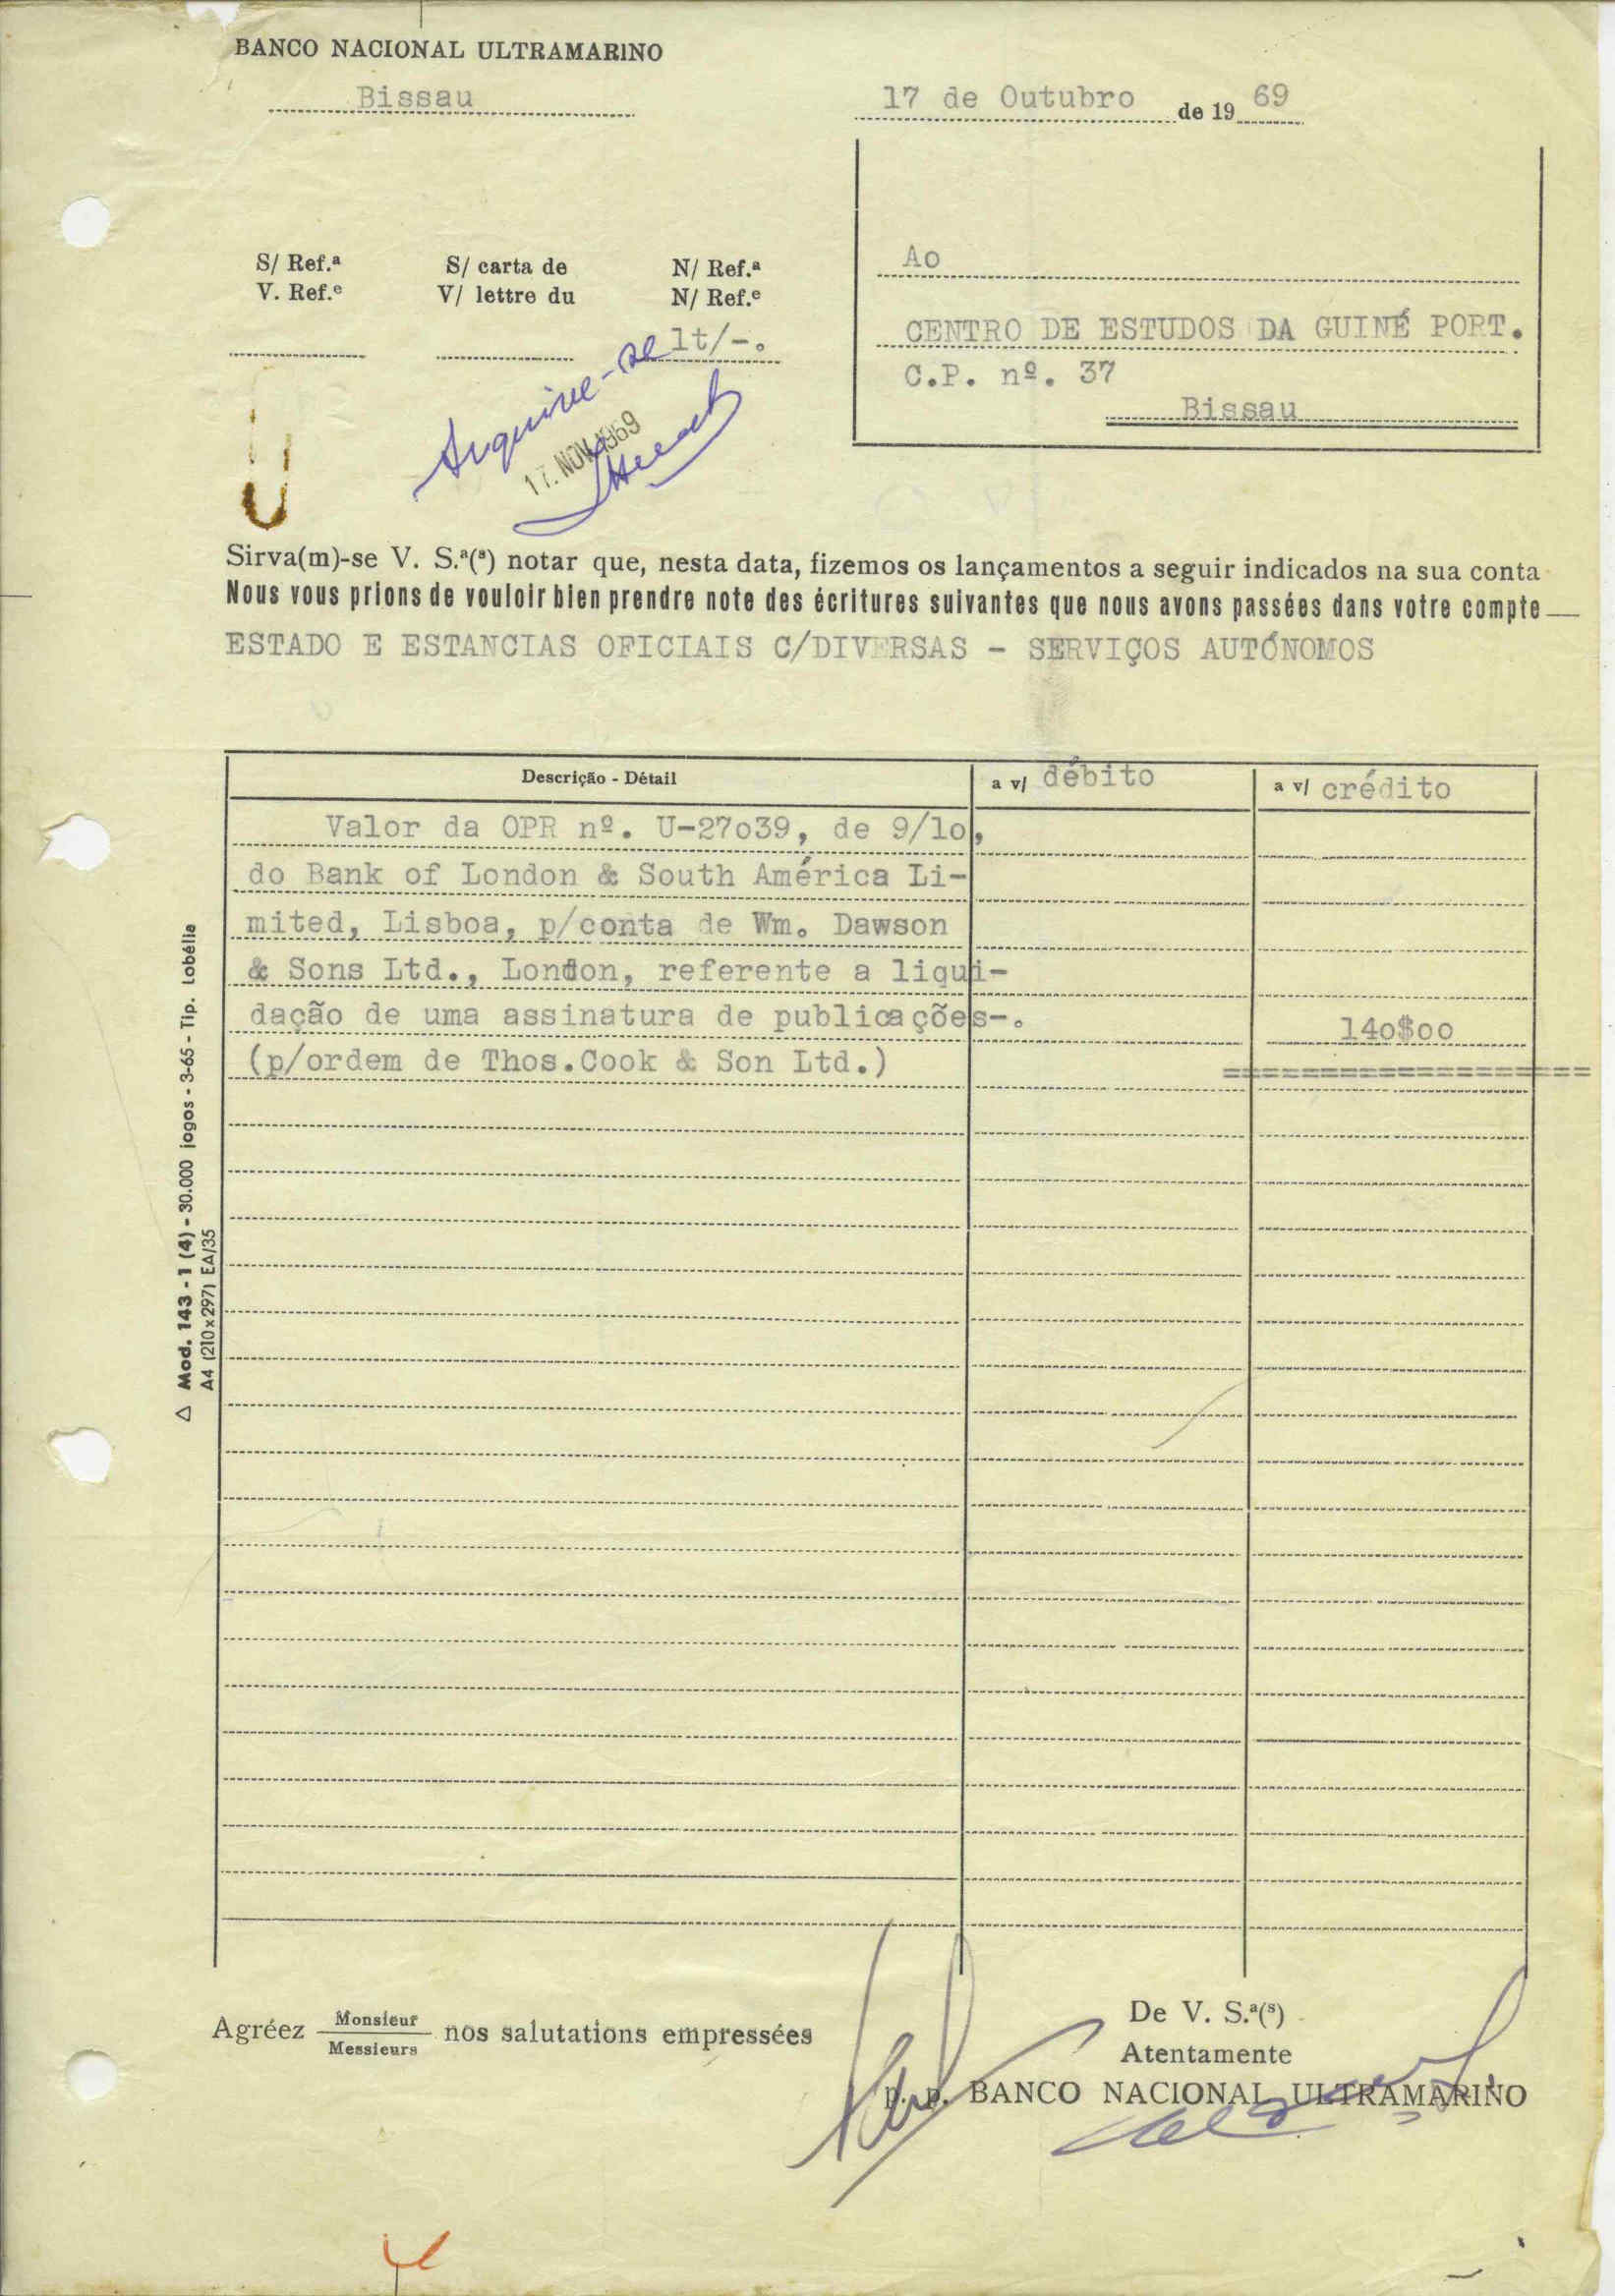 BANCO NACIONAL ULTRAMARINO
Bissau
17 de Outubro de 19 69
S/ Ref.ª S/ carta de N/ Ref.ª
V. Ref.e V/ lettre du N/ Ref.e
lt/-.
Ao
CENTRO DE ESTUDOS DA GUINÉ PORT.
C.P. nº. 37
Bissau
Arquive-se
17. NOV. 1969
Sirva(m)-se V. S.ª(s) notar que, nesta data, fizemos os lançamentos a seguir indicados na sua conta
Nous vous prions de vouloir bien prendre note des écritures suivantes que nous avons passées dans votre compte
ESTADO E ESTANCIAS OFICIAIS C/DIVERSAS - SERVIÇOS AUTÓNOMOS
Descrição - Détail a v/ débito a v/ crédito
Valor da OPR nº. U-27o39, de 9/lo,
do Bank of London & South América Li-
mited, Lisboa, p/conta de Wm. Dawson
& Sons Ltd., London, referente a liqui-
dação de uma assinatura de publicações-. 14o$oo
(p/ordem de Thos.Cook & Son Ltd.) ===================
Δ Mod. 143 - 1 (4) - 30.000 jogos - 3-65 - Tip. Lobélia
A4 (210x297) EA/35
Agréez Monsieur nos salutations empressées
Messieurs
De V. S.ª(s)
Atentamente
p. p. BANCO NACIONAL ULTRAMARINO